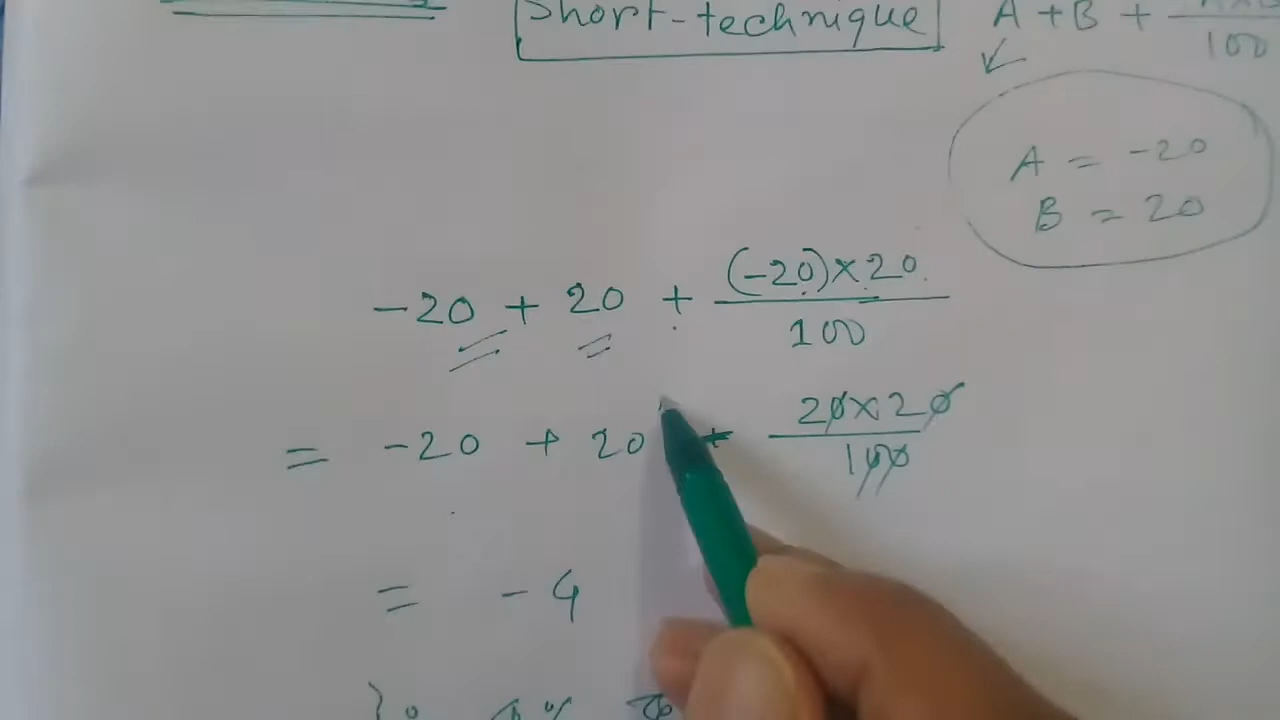 Short-technique
A + B +
100
A = -20
B = 20
-20 + 20 + (-20)×20
100
= -20 + 20 - 20×20
100
= - 4